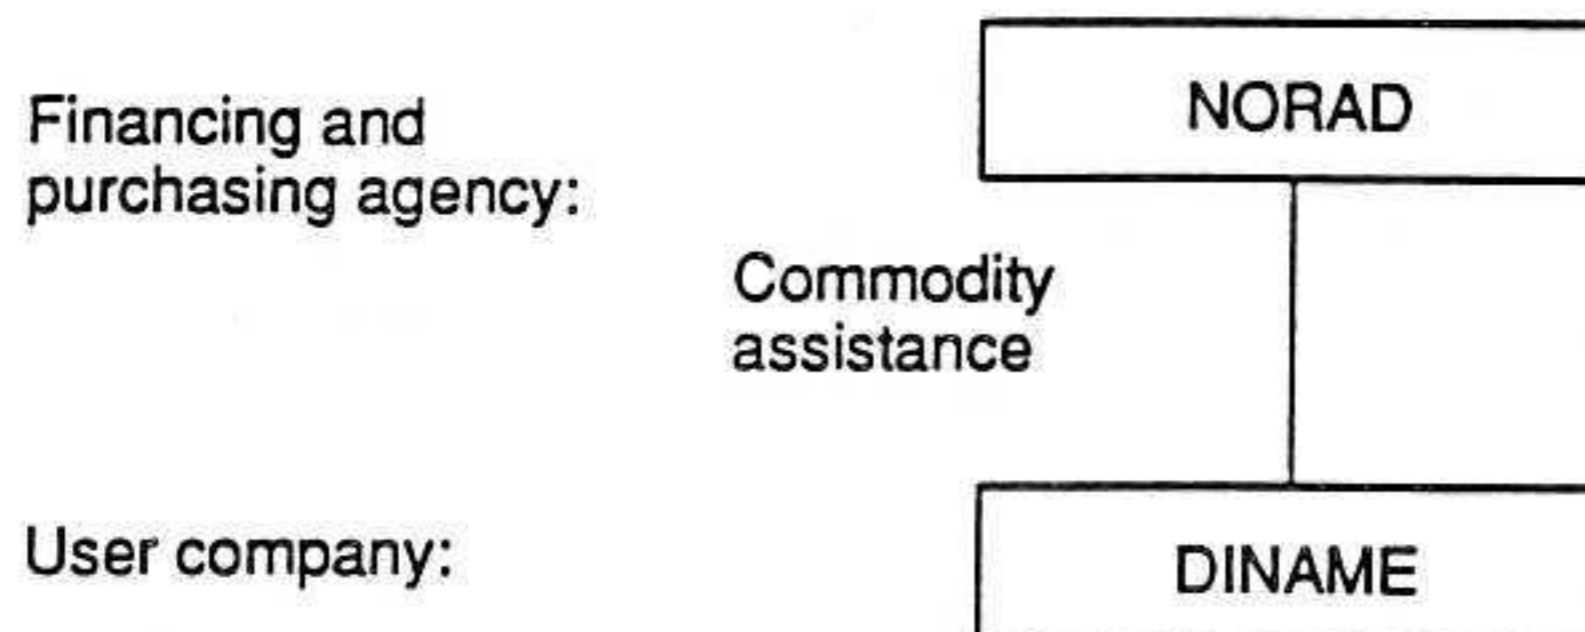 NORAD
Financing and
purchasing agency:
Commodity
assistance
User company:
DINAME